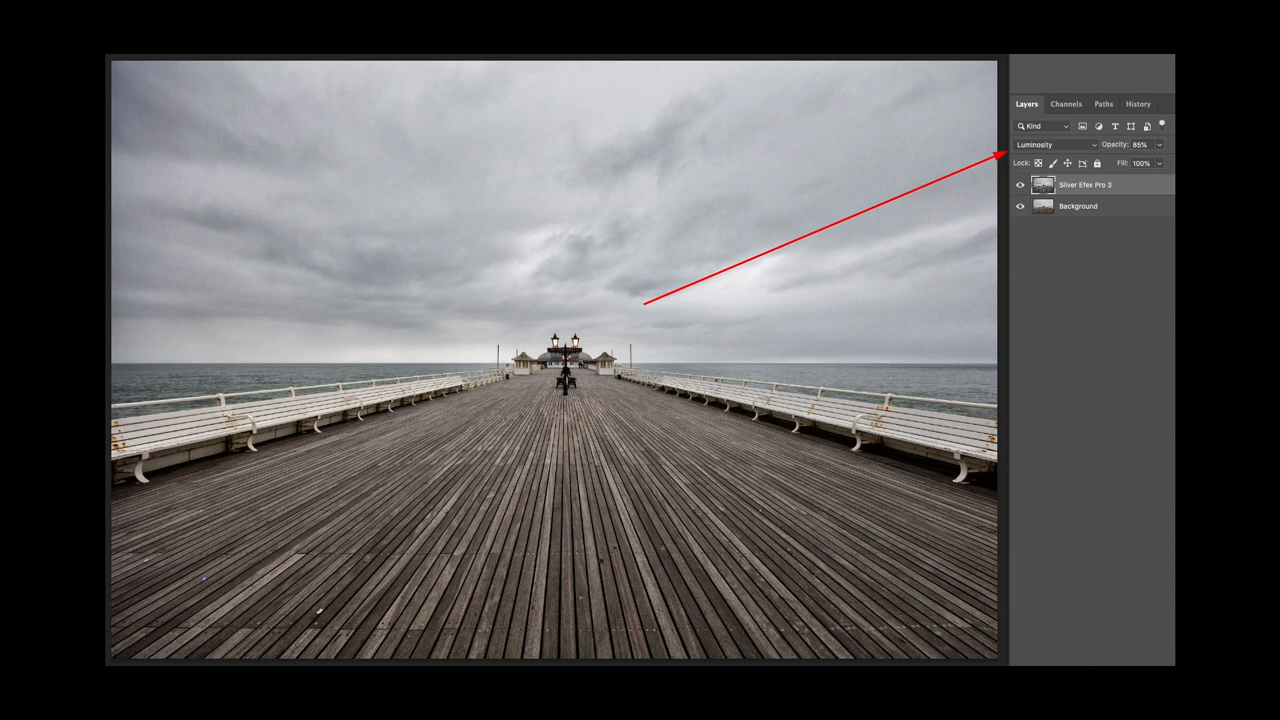 Layers Channels Paths History
Kind
Luminosity Opacity: 85%
Lock: Fill: 100%
Silver Efex Pro 3
Background